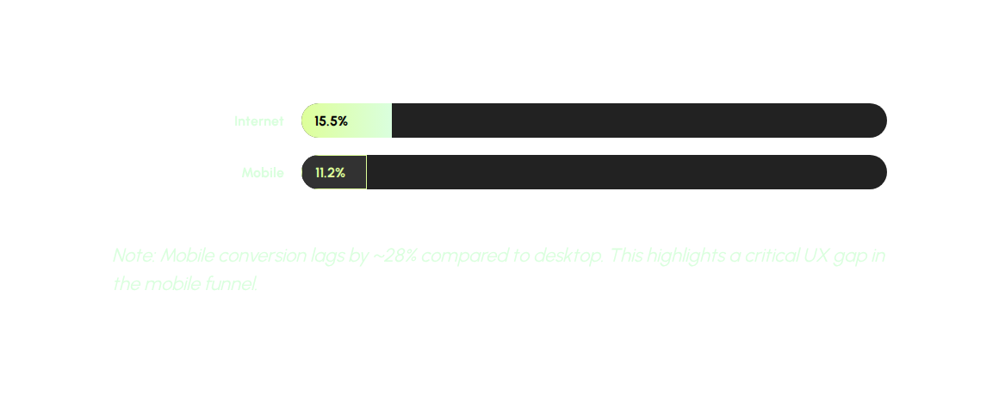 Internet 15.5%
Mobile 11.2%
Note: Mobile conversion lags by ~28% compared to desktop. This highlights a critical UX gap in
the mobile funnel.